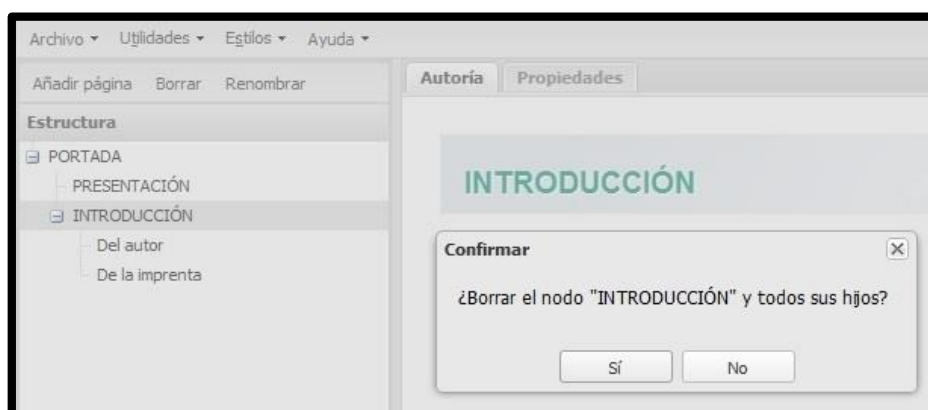 Archivo Utilidades Estilos Ayuda
Añadir página Borrar Renombrar
Autoría Propiedades
Estructura
PORTADA
PRESENTACIÓN
INTRODUCCIÓN
Del autor
De la imprenta
INTRODUCCIÓN
Confirmar
¿Borrar el nodo "INTRODUCCIÓN" y todos sus hijos?
Sí No